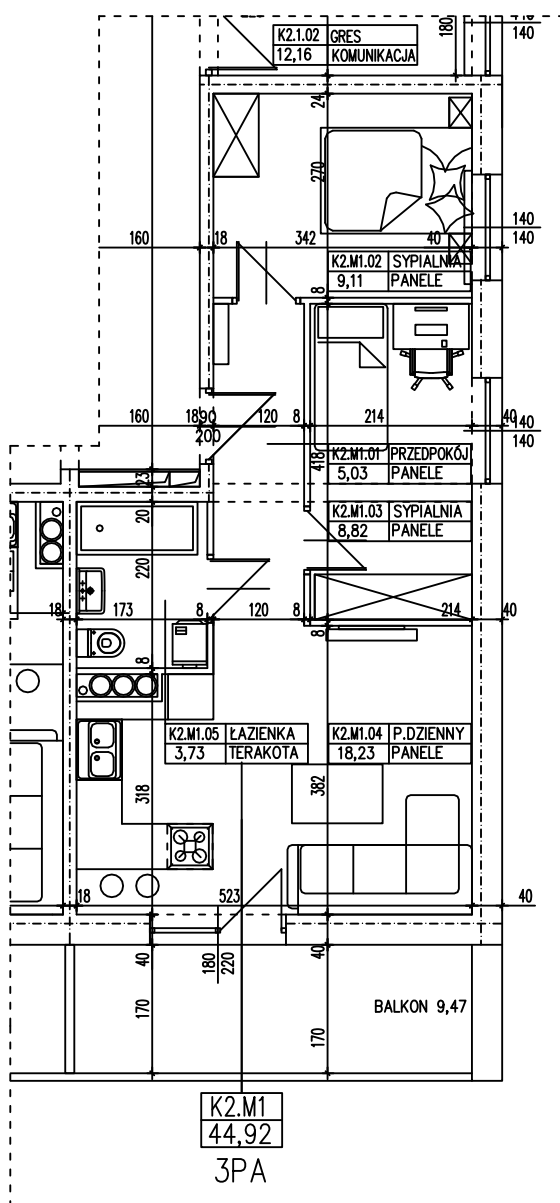 K2.1.02 GRES
12,16 KOMUNIKACJA
180
140
140
24
270
140
140
160 18 342 40
K2.M1.02 SYPIALNIA
9,11 PANELE
8
160 18 90 120 8 214 40
200
140
140
418
K2.M1.01 PRZEDPOKÓJ
5,03 PANELE
23
20
K2.M1.03 SYPIALNIA
8,82 PANELE
220
18 173 8 120 8 214 40
8
8
K2.M1.05 ŁAZIENKA
3,73 TERAKOTA
K2.M1.04 P.DZIENNY
18,23 PANELE
318
382
18 523 40
40
180
220
40
170
170
BALKON 9,47
K2.M1
44,92
3PA